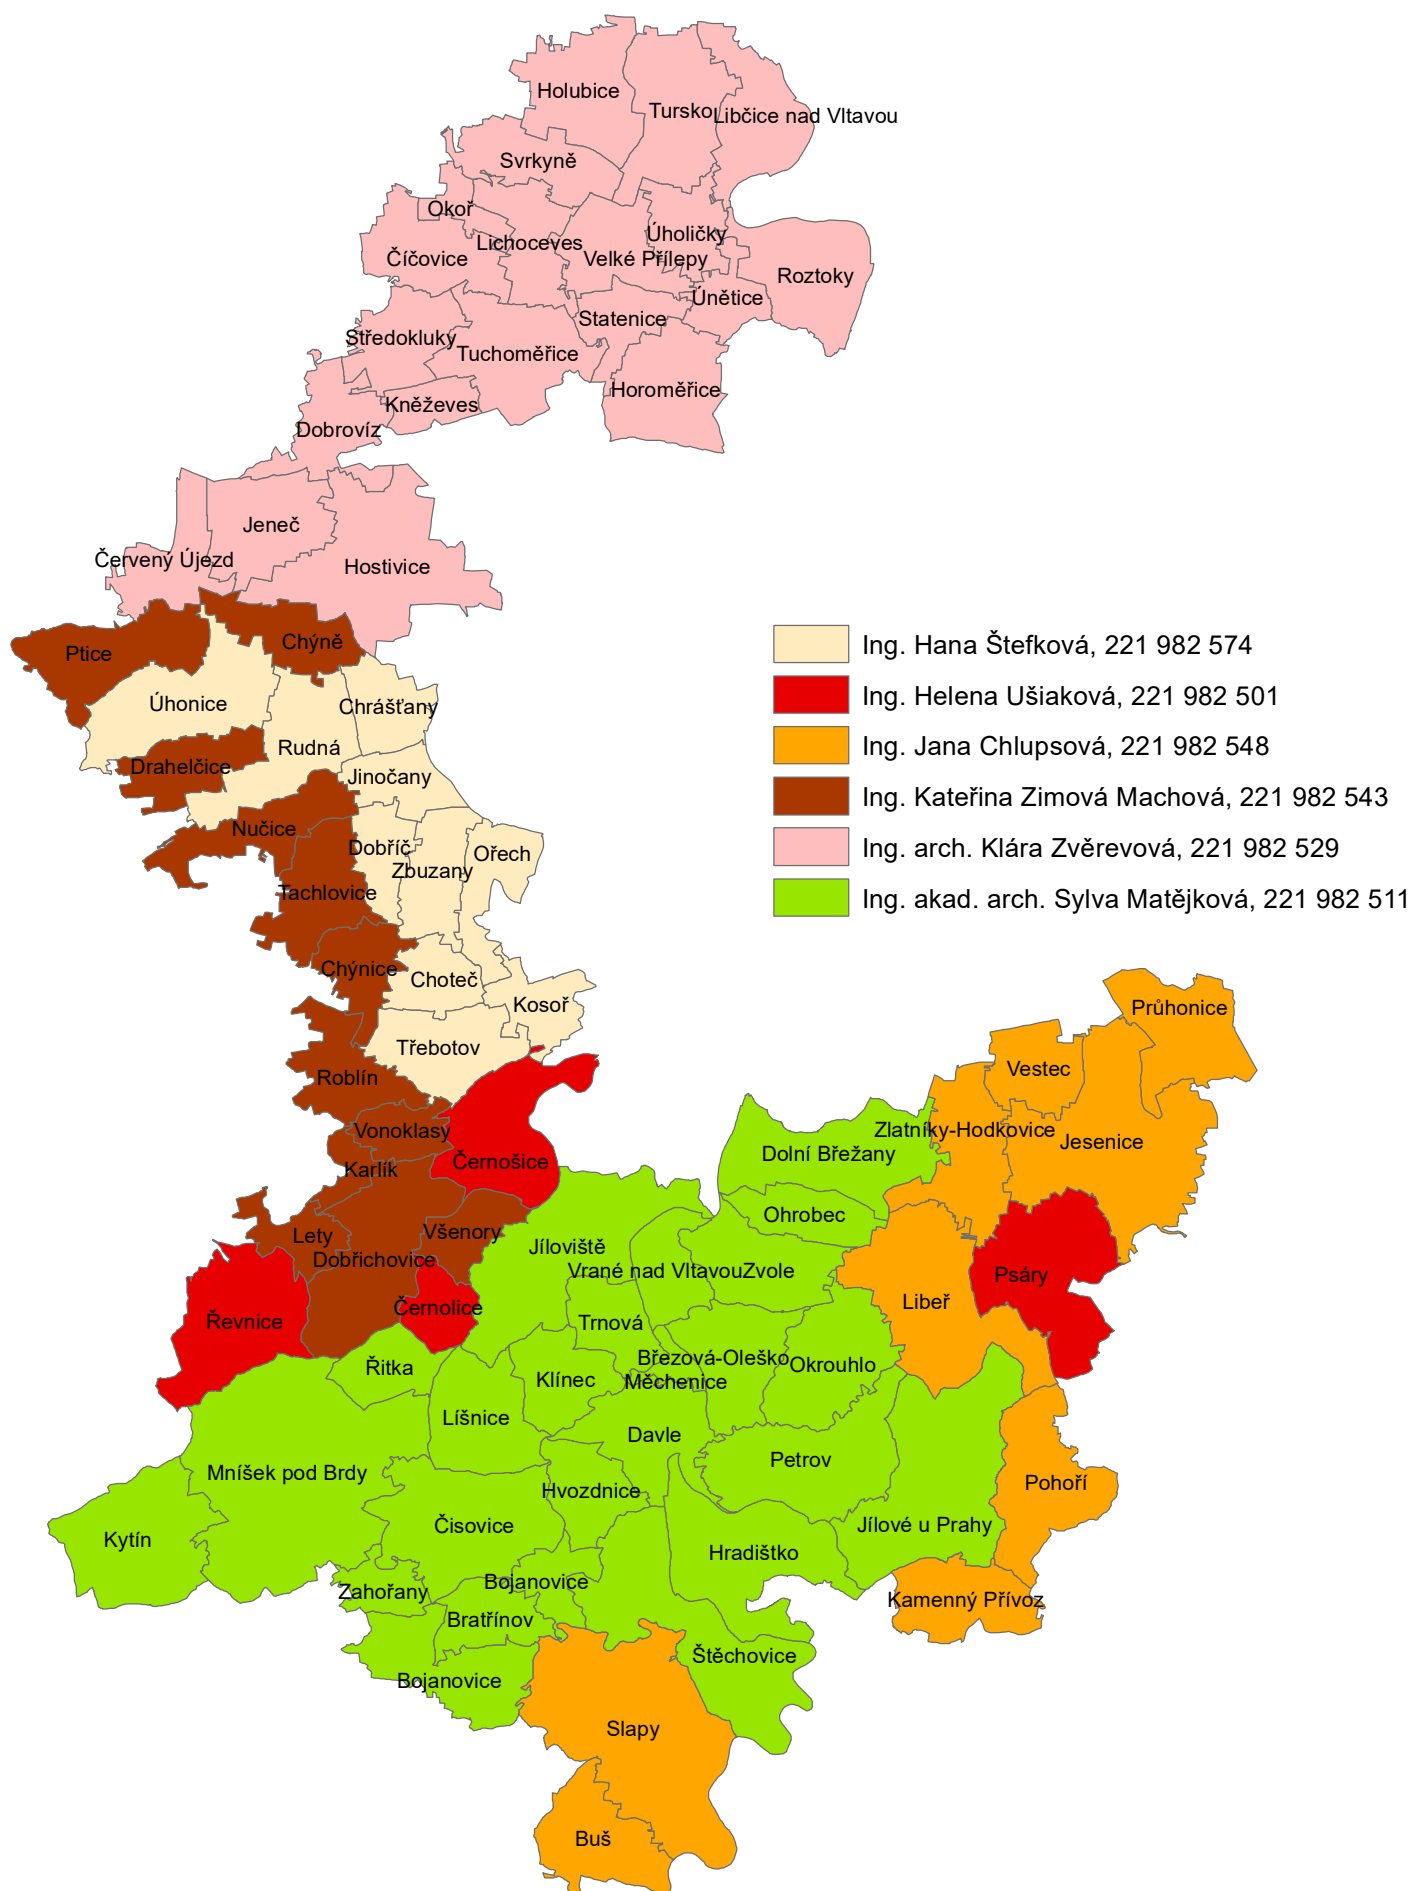 Holubice
Tursko
Libčice nad Vltavou
Svrkyně
Okoř
Úholičky
Lichoceves
Číčovice
Velké Přílepy
Roztoky
Únětice
Statenice
Středokluky
Tuchoměřice
Horoměřice
Kněževes
Dobrovíz
Jeneč
Červený Újezd
Hostivice
Chýně
Ptice
Úhonice
Chrášťany
Rudná
Drahelčice
Jinočany
Nučice
Dobříč
Ořech
Zbuzany
Tachlovice
Chýnice
Choteč
Kosoř
Třebotov
Roblín
Vonoklasy
Černošice
Karlík
Lety
Všenory
Dobřichovice
Řevnice
Černolice
Ing. Hana Štefková, 221 982 574
Ing. Helena Ušiaková, 221 982 501
Ing. Jana Chlupsová, 221 982 548
Ing. Kateřina Zimová Machová, 221 982 543
Ing. arch. Klára Zvěrevová, 221 982 529
Ing. akad. arch. Sylva Matějková, 221 982 511
Průhonice
Vestec
Zlatníky-Hodkovice
Jesenice
Dolní Břežany
Ohrobec
Jíloviště
Vrané nad Vltavou
Zvole
Psáry
Libeř
Trnová
Březová-Oleško
Okrouhlo
Řitka
Klínec
Měchenice
Líšnice
Davle
Petrov
Mníšek pod Brdy
Pohoří
Hvozdnice
Kytín
Čisovice
Jílové u Prahy
Hradištko
Zahořany
Bojanovice
Kamenný Přívoz
Bratřínov
Štěchovice
Bojanovice
Slapy
Buš